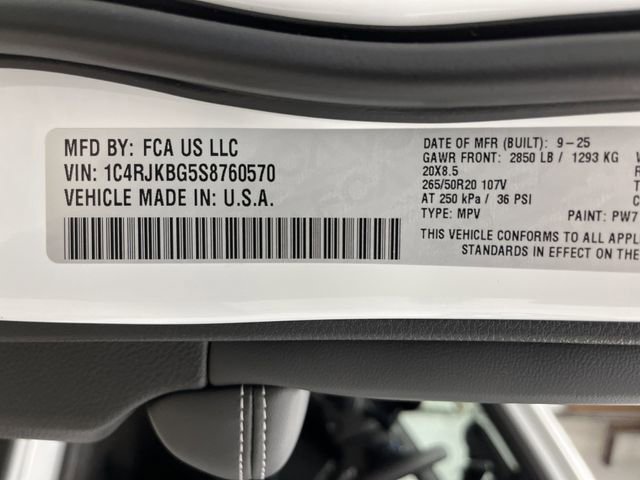 MFD BY: FCA US LLC
VIN: 1C4RJKBG5S8760570
VEHICLE MADE IN U.S.A.
DATE OF MFR (BUILT): 9-25
GAWR FRONT: 2850 LB / 1293 KG
20X8.5
265/50R20 107V
AT 250 kPa / 36 PSI
TYPE: MPV PAINT: PW7
THIS VEHICLE CONFORMS TO ALL APPL
STANDARDS IN EFFECT ON THE